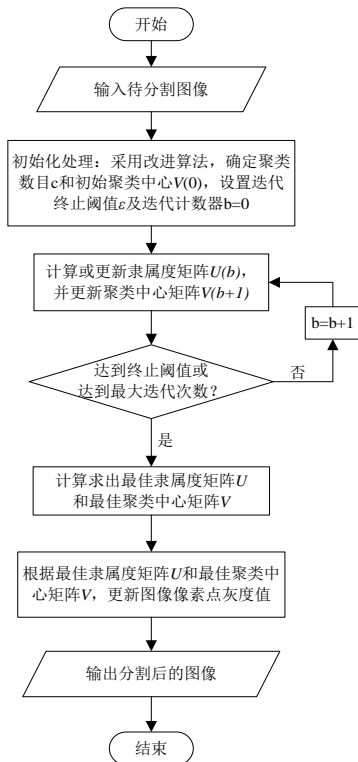 开始
输入待分割图像
初始化处理：采用改进算法，确定聚类
数目c和初始聚类中心V(0)，设置迭代
终止阈值ε及迭代计数器b=0
计算或更新隶属度矩阵U(b),
并更新聚类中心矩阵V(b+1)
b=b+1
达到终止阈值或
达到最大迭代次数？
否
是
计算求出最佳隶属度矩阵U
和最佳聚类中心矩阵V
根据最佳隶属度矩阵U和最佳聚类中
心矩阵V，更新图像像素点灰度值
输出分割后的图像
结束